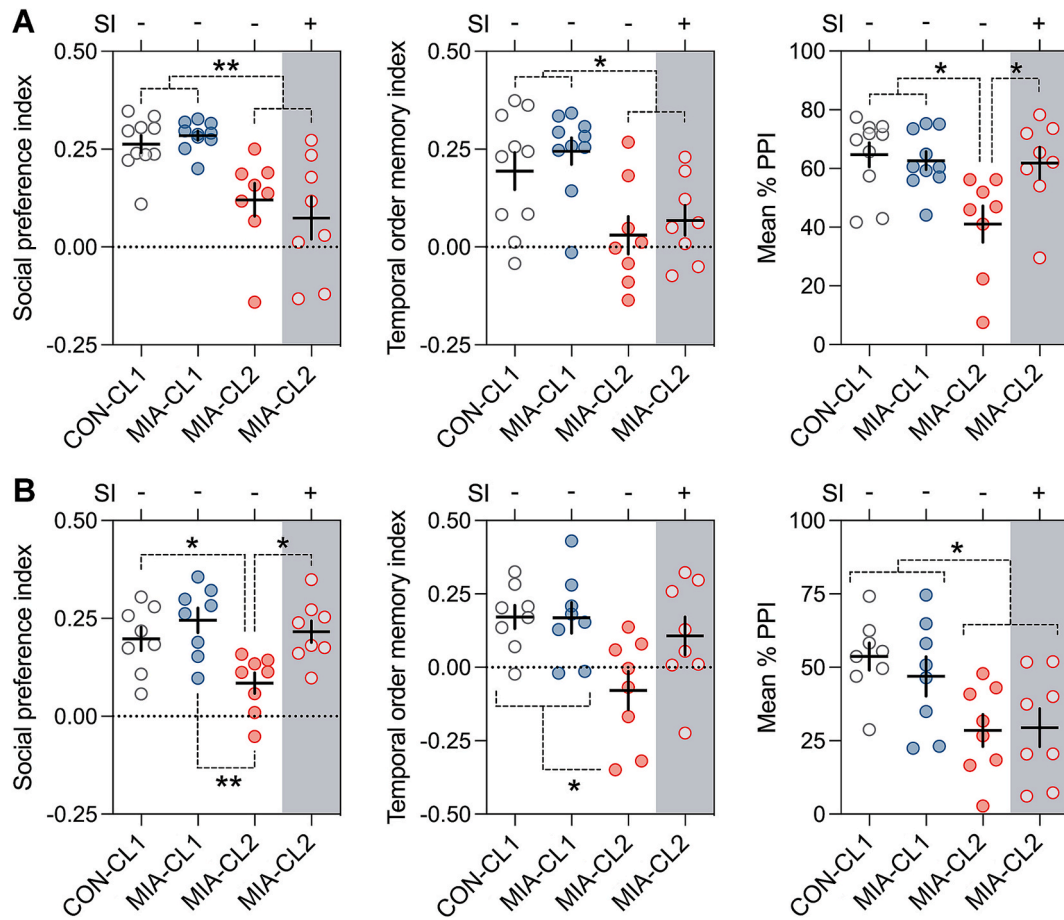 A
SI - - - +
** 
Social preference index
0.50
0.25
0.00
-0.25
CON-CL1 MIA-CL1 MIA-CL2 MIA-CL2
SI - - - +
*
Temporal order memory index
0.50
0.25
0.00
-0.25
CON-CL1 MIA-CL1 MIA-CL2 MIA-CL2
SI - - - +
* *
Mean % PPI
100
80
60
40
20
0
CON-CL1 MIA-CL1 MIA-CL2 MIA-CL2
B
SI - - - +
* *
**
Social preference index
0.50
0.25
0.00
-0.25
CON-CL1 MIA-CL1 MIA-CL2 MIA-CL2
SI - - - +
*
Temporal order memory index
0.50
0.25
0.00
-0.25
-0.50
CON-CL1 MIA-CL1 MIA-CL2 MIA-CL2
SI - - - +
*
Mean % PPI
100
75
50
25
0
CON-CL1 MIA-CL1 MIA-CL2 MIA-CL2